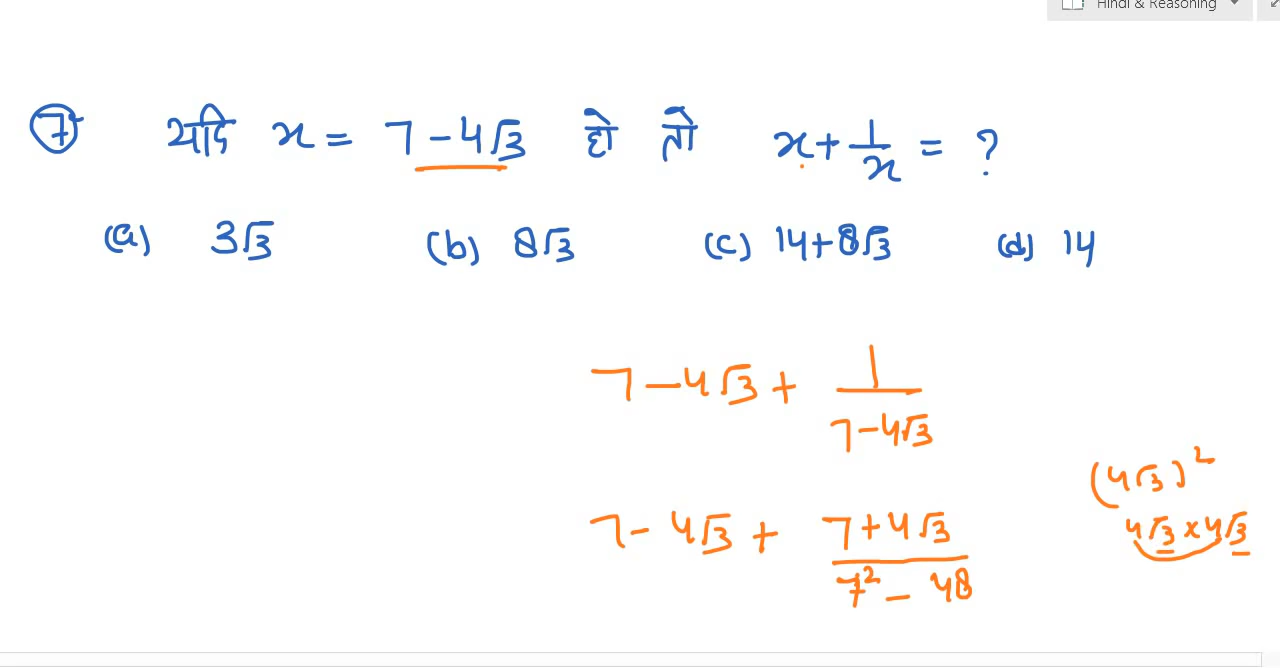 Hindi & Reasoning
⑦ यदि x = 7-4√3 हो तो x+1/x = ?
(a) 3√3 (b) 8√3 (c) 14+8√3 (d) 14
7-4√3 + 1/(7-4√3)
(4√3)²
4√3×4√3
7-4√3 + (7+4√3)/(7²-48)